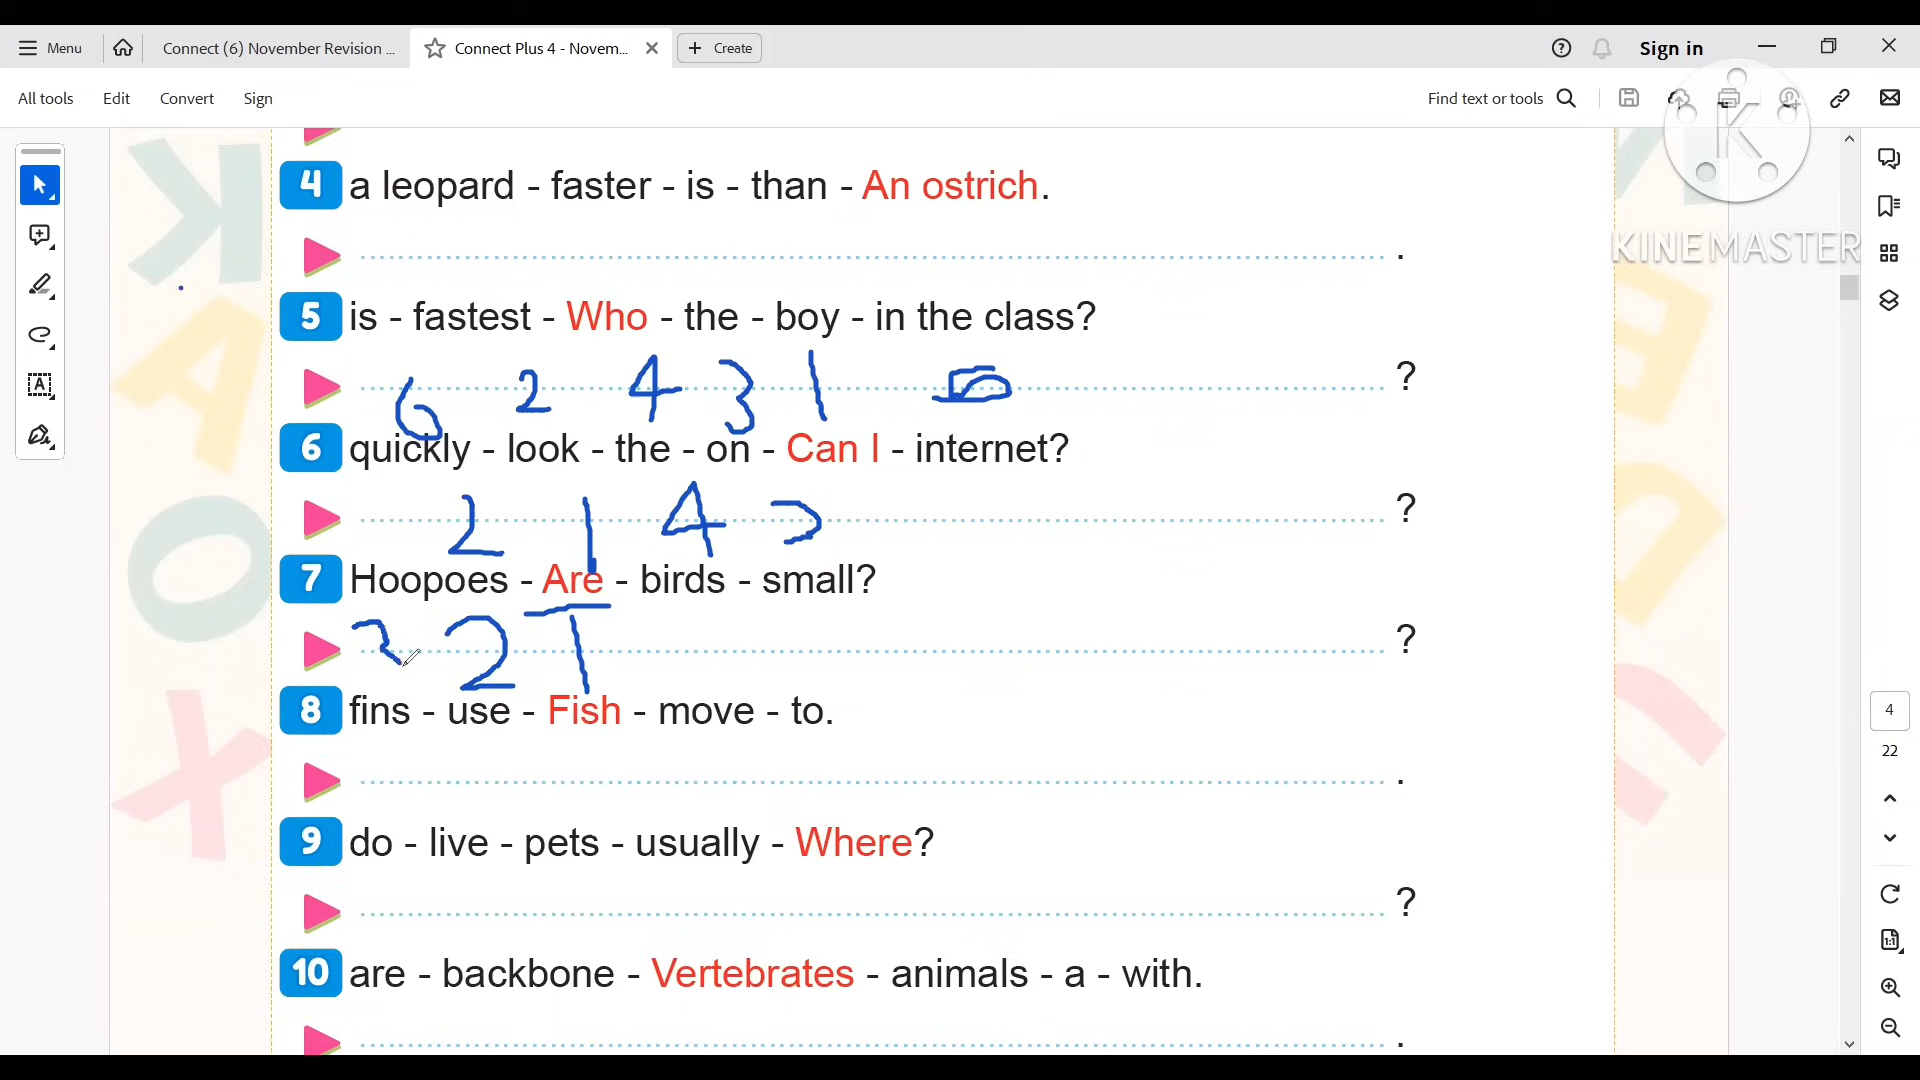 Menu
Connect (6) November Revision ...
Connect Plus 4 - Novem...
Create
Sign in
All tools
Edit
Convert
Sign
Find text or tools
K
KINEMASTER
4 a leopard - faster - is - than - An ostrich.
.
5 is - fastest - Who - the - boy - in the class?
?
6 2 4 3 1 5
6 quickly - look - the - on - Can I - internet?
?
2 1 4 3
7 Hoopoes - Are - birds - small?
?
3 2 1
8 fins - use - Fish - move - to.
.
9 do - live - pets - usually - Where?
?
10 are - backbone - Vertebrates - animals - a - with.
.
4
22